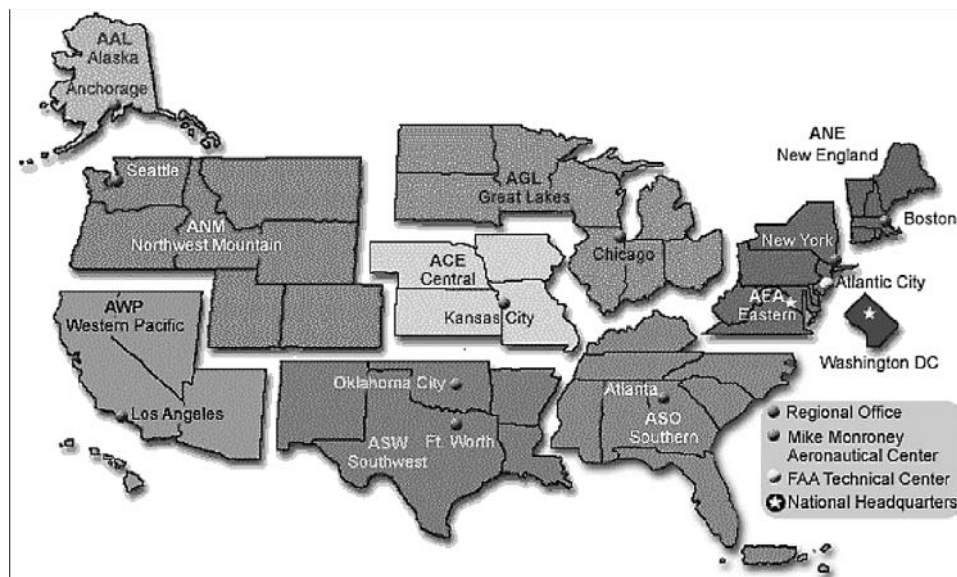 AAL
Alaska
Anchorage
Seattle
ANM
Northwest Mountain
AWP
Western Pacific
Los Angeles
AGL
Great Lakes
Chicago
ACE
Central
Kansas City
Oklahoma City
Ft. Worth
ASW
Southwest
Atlanta
ASO
Southern
ANE
New England
Boston
New York
Atlantic City
AEA
Eastern
Washington DC
Regional Office
Mike Monroney
Aeronautical Center
FAA Technical Center
National Headquarters